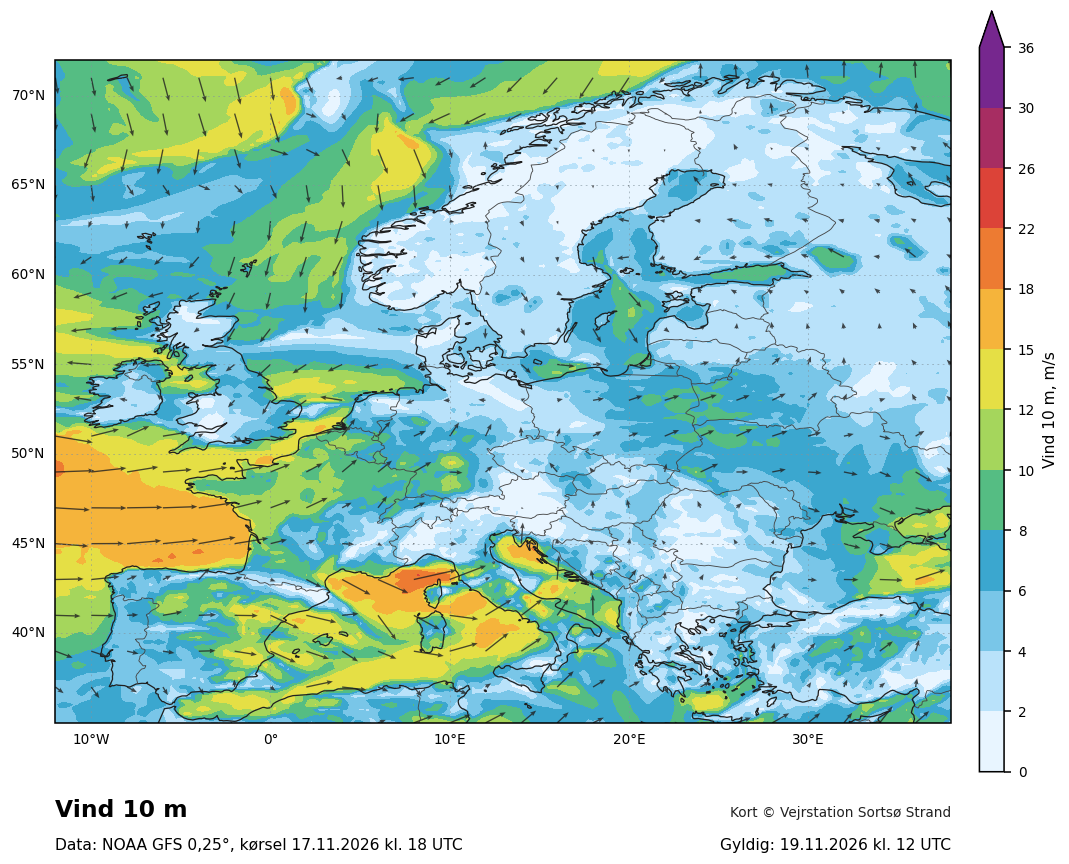 36
30
26
22
18
15
12
10
8
6
4
2
0
Vind 10 m, m/s
70°N
65°N
60°N
55°N
50°N
45°N
40°N
10°W 0° 10°E 20°E 30°E
Vind 10 m
Kort © Vejrstation Sortsø Strand
Data: NOAA GFS 0,25°, kørsel 17.11.2026 kl. 18 UTC
Gyldig: 19.11.2026 kl. 12 UTC